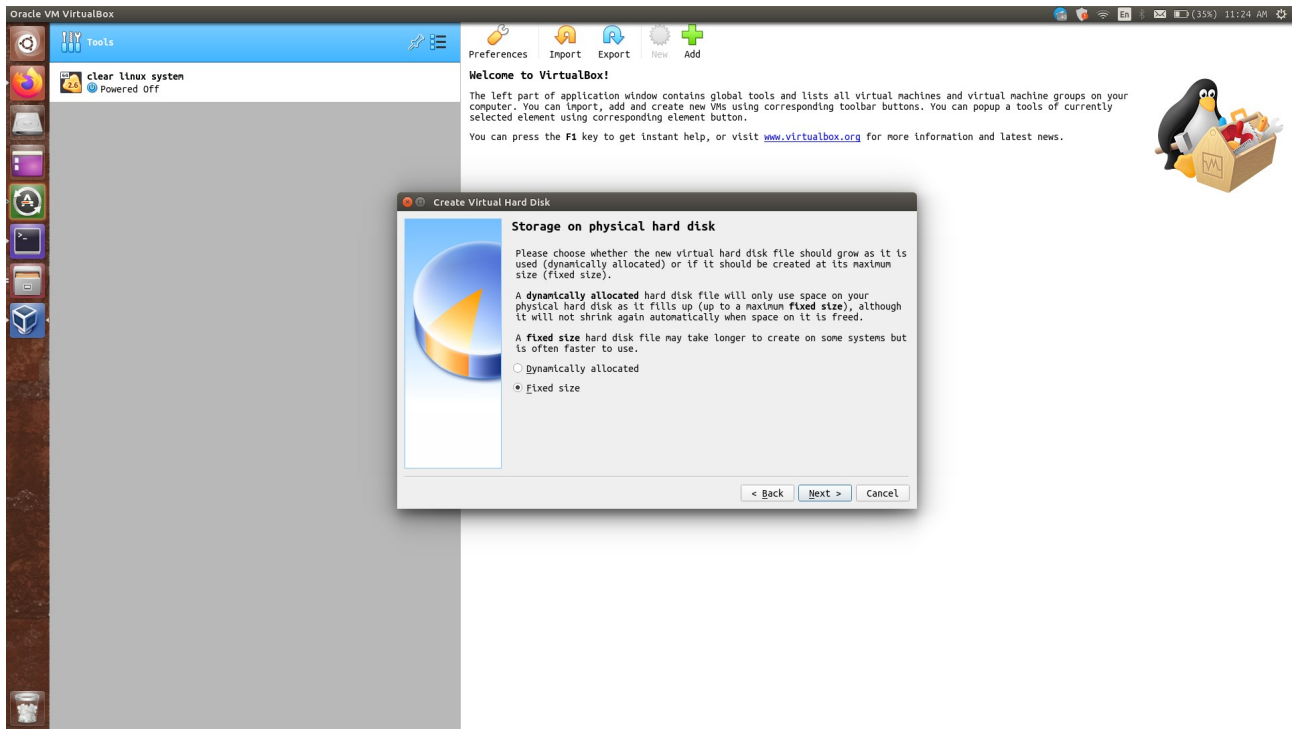 Oracle VM VirtualBox
En
(35%) 11:24 AM
Tools
Preferences
Import
Export
New
Add
64
2.6
clear linux system
Powered Off
Welcome to VirtualBox!
The left part of application window contains global tools and lists all virtual machines and virtual machine groups on your
computer. You can import, add and create new VMs using corresponding toolbar buttons. You can popup a tools of currently
selected element using corresponding element button.
You can press the F1 key to get instant help, or visit www.virtualbox.org for more information and latest news.
Create Virtual Hard Disk
Storage on physical hard disk
Please choose whether the new virtual hard disk file should grow as it is
used (dynamically allocated) or if it should be created at its maximum
size (fixed size).
A dynamically allocated hard disk file will only use space on your
physical hard disk as it fills up (up to a maximum fixed size), although
it will not shrink again automatically when space on it is freed.
A fixed size hard disk file may take longer to create on some systems but
is often faster to use.
Dynamically allocated
Fixed size
< Back
Next >
Cancel